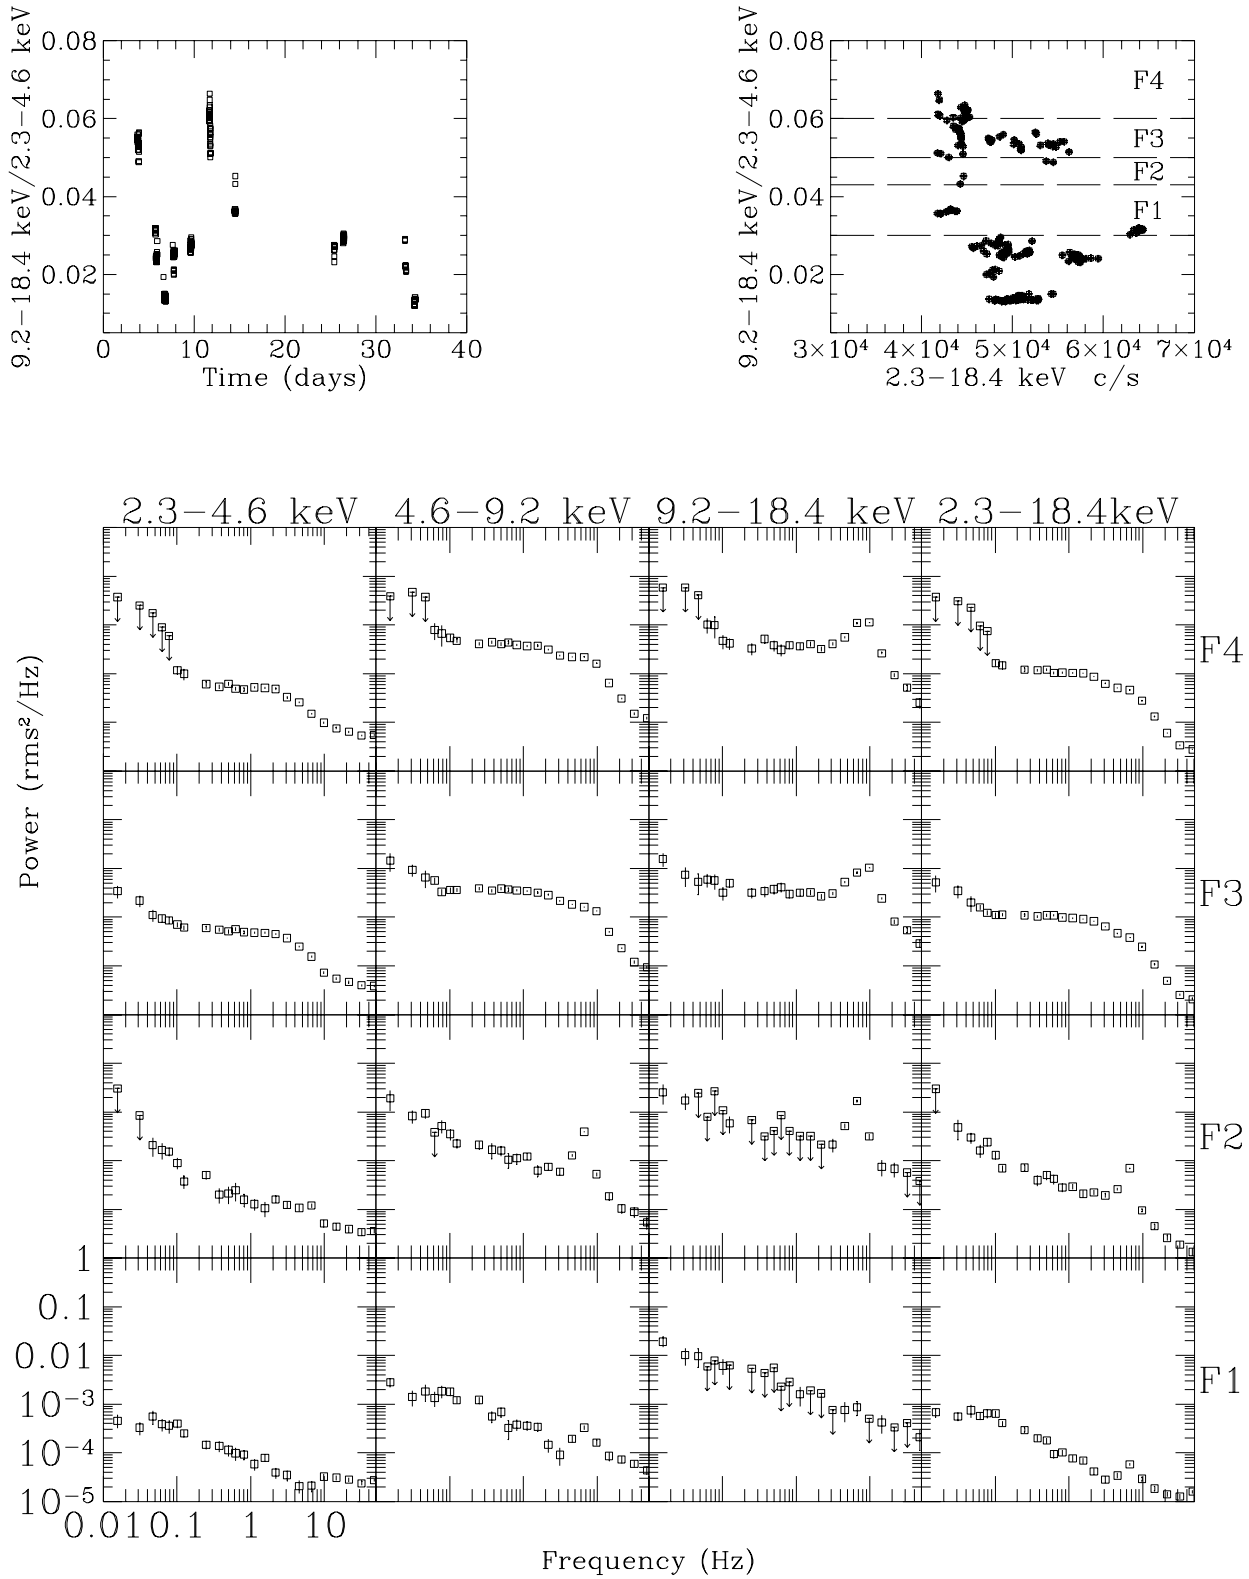 9.2−18.4 keV/2.3−4.6 keV
0.08
0.06
0.04
0.02
0 10 20 30 40
Time (days)
9.2−18.4 keV/2.3−4.6 keV
0.08
0.06
0.04
0.02
F4
F3
F2
F1
3×10⁴ 4×10⁴ 5×10⁴ 6×10⁴ 7×10⁴
2.3−18.4 keV c/s
2.3−4.6 keV 4.6−9.2 keV 9.2−18.4 keV 2.3−18.4keV
Power (rms²/Hz)
F4
F3
F2
F1
1
0.1
0.01
10⁻³
10⁻⁴
10⁻⁵
0.01 0.1 1 10
Frequency (Hz)